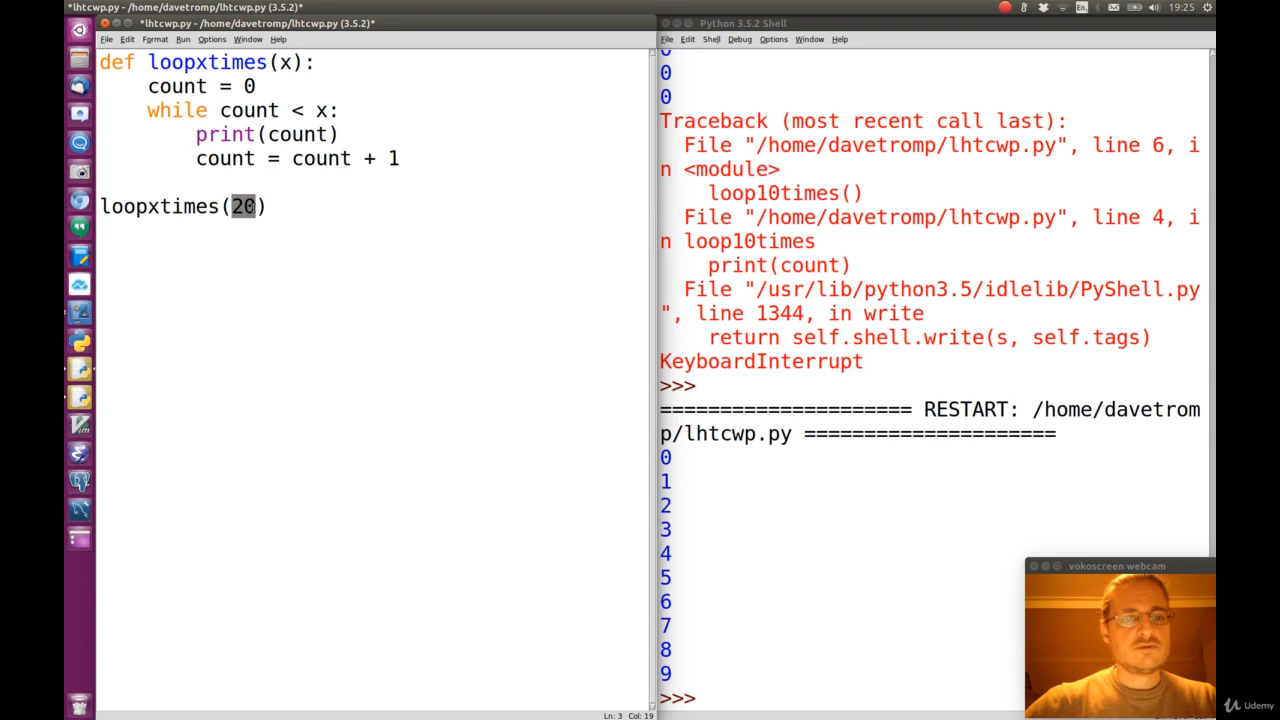 *lhtcwp.py - /home/davetromp/lhtcwp.py (3.5.2)*
En
19:25
*lhtcwp.py - /home/davetromp/lhtcwp.py (3.5.2)*
File Edit Format Run Options Window Help
def loopxtimes(x):
    count = 0
    while count < x:
        print(count)
        count = count + 1
loopxtimes(20)
Ln: 3 Col: 19
Python 3.5.2 Shell
File Edit Shell Debug Options Window Help
0
0
0
Traceback (most recent call last):
  File "/home/davetromp/lhtcwp.py", line 6, i
n <module>
    loop10times()
  File "/home/davetromp/lhtcwp.py", line 4, i
n loop10times
    print(count)
  File "/usr/lib/python3.5/idlelib/PyShell.py
", line 1344, in write
    return self.shell.write(s, self.tags)
KeyboardInterrupt
>>>
===================== RESTART: /home/davetrom
p/lhtcwp.py =====================
0
1
2
3
4
5
6
7
8
9
>>>
vokoscreen webcam
Udemy